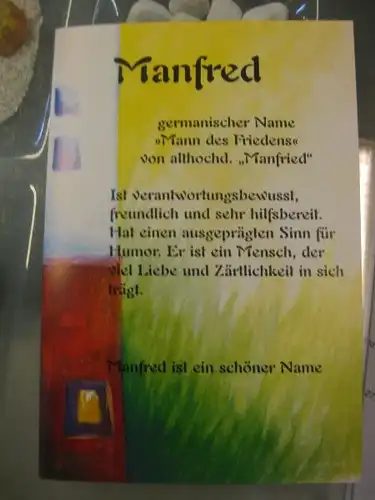 Manfred
germanischer Name
»Mann des Friedens«
von althochd. „Manfried“
Ist verantwortungsbewusst,
freundlich und sehr hilfsbereit.
Hat einen ausgeprägten Sinn für
Humor. Er ist ein Mensch, der
viel Liebe und Zärtlichkeit in sich
trägt.
Manfred ist ein schöner Name